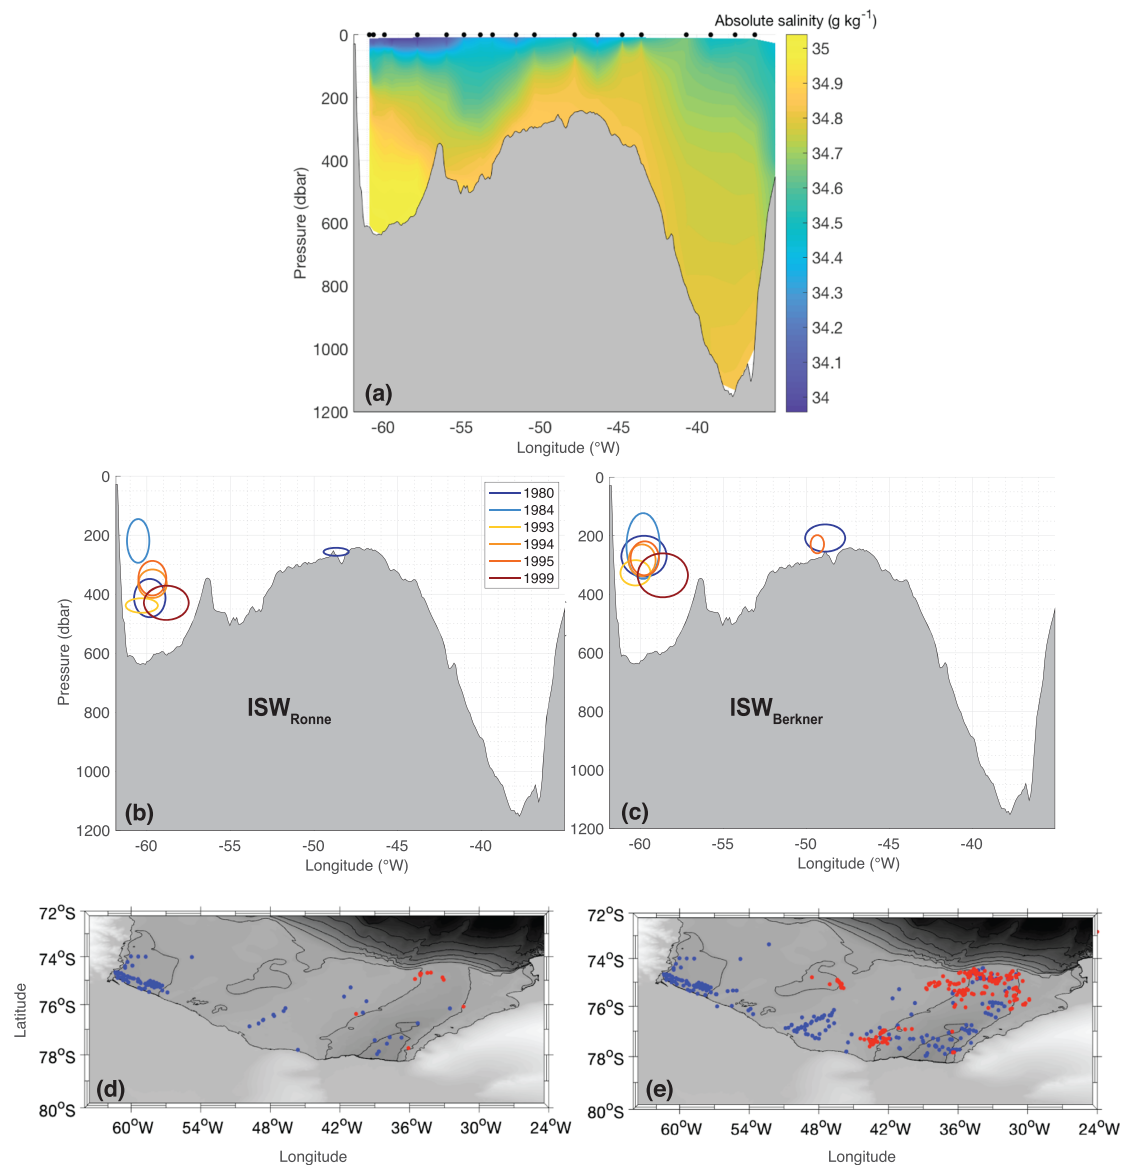 Absolute salinity (g kg⁻¹)
0
200
400
600
800
1000
1200
Pressure (dbar)
(a)
-60 -55 -50 -45 -40
Longitude (°W)
35
34.9
34.8
34.7
34.6
34.5
34.4
34.3
34.2
34.1
34
0
200
400
600
800
1000
1200
Pressure (dbar)
1980
1984
1993
1994
1995
1999
ISW Ronne
(b)
-60 -55 -50 -45 -40
Longitude (°W)
0
200
400
600
800
1000
1200
ISW Berkner
(c)
-60 -55 -50 -45 -40
Longitude (°W)
72°S
74°S
76°S
78°S
80°S
Latitude
(d)
60°W 54°W 48°W 42°W 36°W 30°W 24°W
Longitude
72°S
74°S
76°S
78°S
80°S
(e)
60°W 54°W 48°W 42°W 36°W 30°W 24°W
Longitude